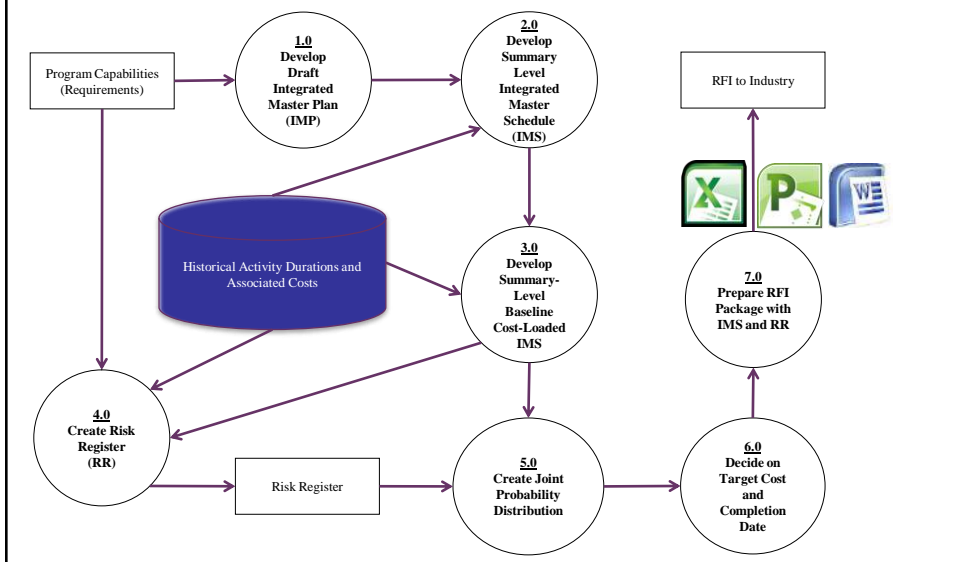 Program Capabilities
(Requirements)
1.0
Develop
Draft
Integrated
Master Plan
(IMP)
2.0
Develop
Summary
Level
Integrated
Master
Schedule
(IMS)
RFI to Industry
X
P
W
Historical Activity Durations and
Associated Costs
3.0
Develop
Summary-
Level
Baseline
Cost-Loaded
IMS
7.0
Prepare RFI
Package with
IMS and RR
4.0
Create Risk
Register
(RR)
Risk Register
5.0
Create Joint
Probability
Distribution
6.0
Decide on
Target Cost
and
Completion
Date